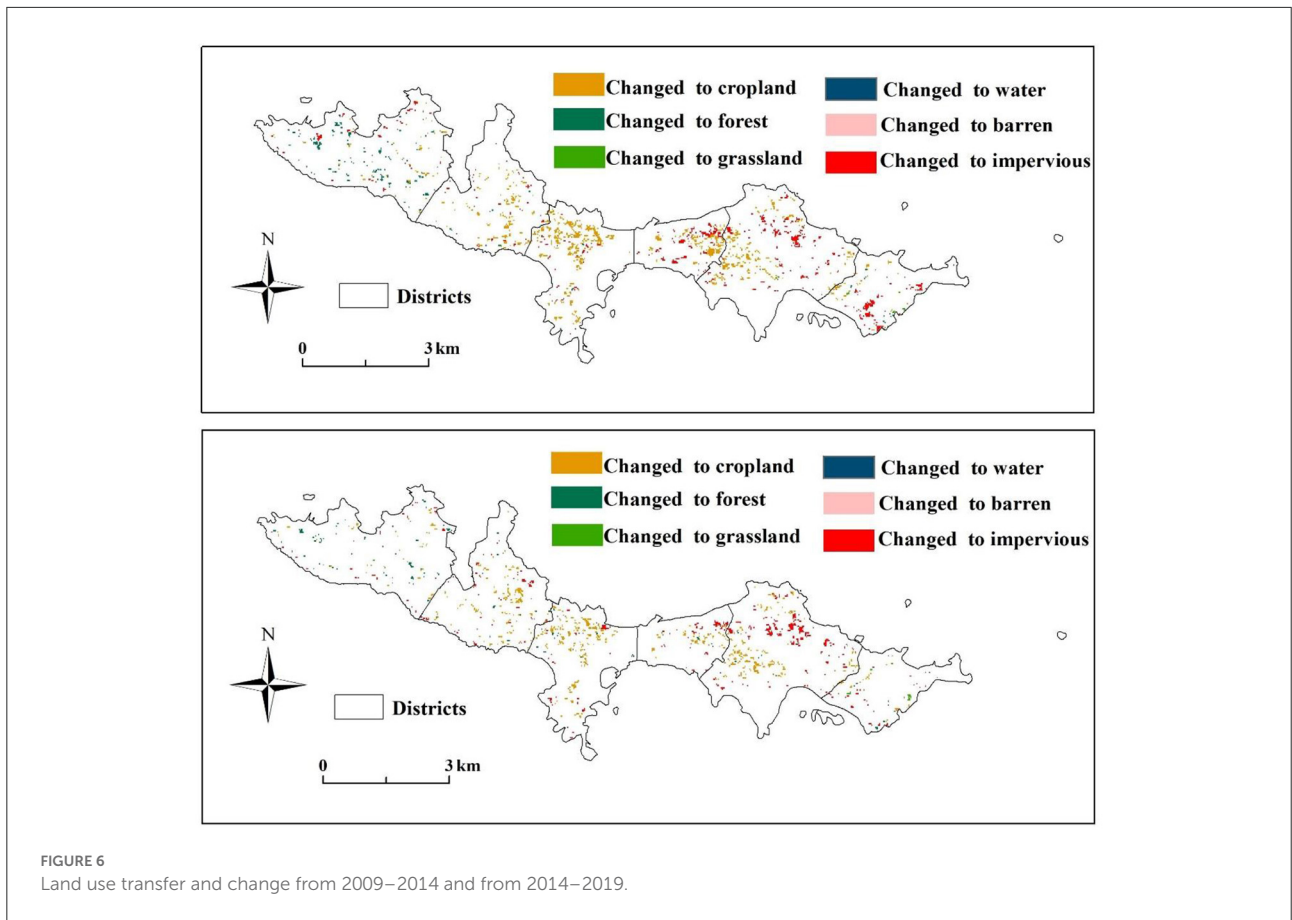 Changed to cropland
Changed to water
Changed to forest
Changed to barren
Changed to grassland
Changed to impervious
N
Districts
0 3 km
Changed to cropland
Changed to water
Changed to forest
Changed to barren
Changed to grassland
Changed to impervious
N
Districts
0 3 km
FIGURE 6
Land use transfer and change from 2009–2014 and from 2014–2019.